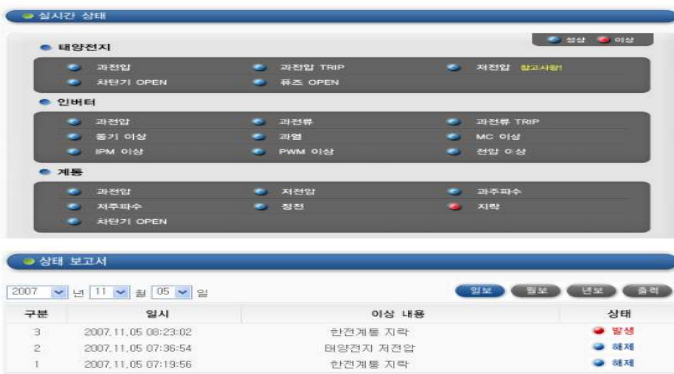 실시간 상태
정상 이상
태양전지
과전압 과전압 TRIP 저전압 참고사항!
차단기 OPEN 퓨즈 OPEN
인버터
과전압 과전류 과전류 TRIP
동기 이상 과열 MC 이상
IPM 이상 PWM 이상 전압 이상
계통
과전압 저전압 과주파수
저주파수 정전 지락
차단기 OPEN
상태 보고서
2007 년 11 월 05 일 일보 월보 년보 출력
구분 일시 이상 내용 상태
3 2007.11.05 08:23:02 한전계통 지락 발생
2 2007.11.05 07:36:54 태양전지 저전압 해제
1 2007.11.05 07:19:56 한전계통 지락 해제